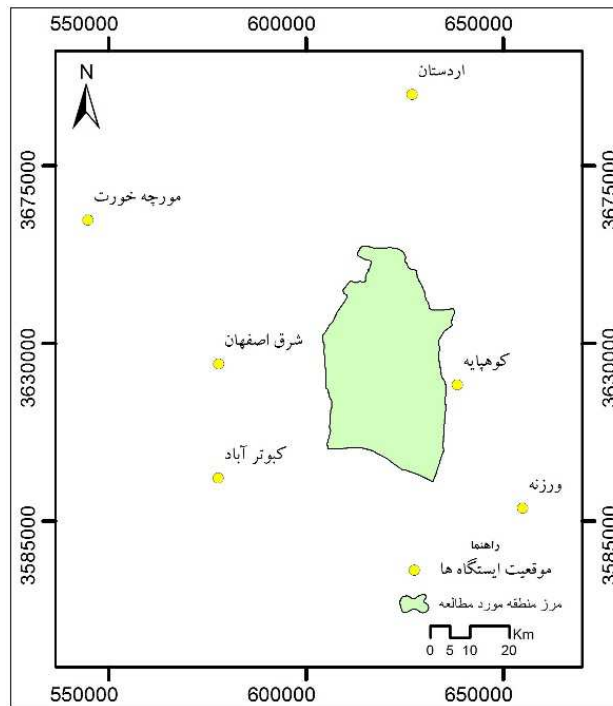 550000 600000 650000
N
اردستان
3675000 3675000
مورچه خورت
شرق اصفهان
3630000 3630000
کوهپایه
کبوتر آباد
ورزنه
3585000 3585000
راهنما
موقعیت ایستگاه ها
مرز منطقه مورد مطالعه
0 5 10 20 Km
550000 600000 650000